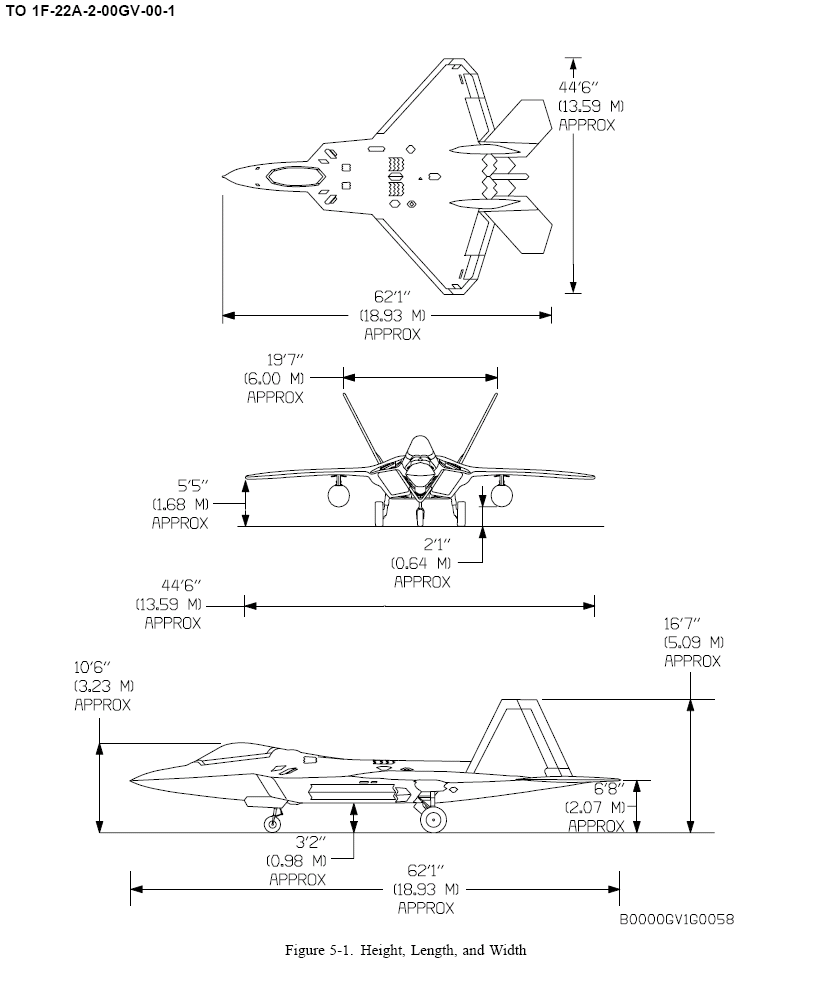 TO 1F-22A-2-00GV-00-1
44'6"
(13.59 M)
APPROX
62'1"
(18.93 M)
APPROX
19'7"
(6.00 M)
APPROX
5'5"
(1.68 M)
APPROX
2'1"
(0.64 M)
APPROX
44'6"
(13.59 M)
APPROX
16'7"
(5.09 M)
APPROX
10'6"
(3.23 M)
APPROX
6'8"
(2.07 M)
APPROX
3'2"
(0.98 M)
APPROX
62'1"
(18.93 M)
APPROX
B0000GV1G0058
Figure 5-1. Height, Length, and Width